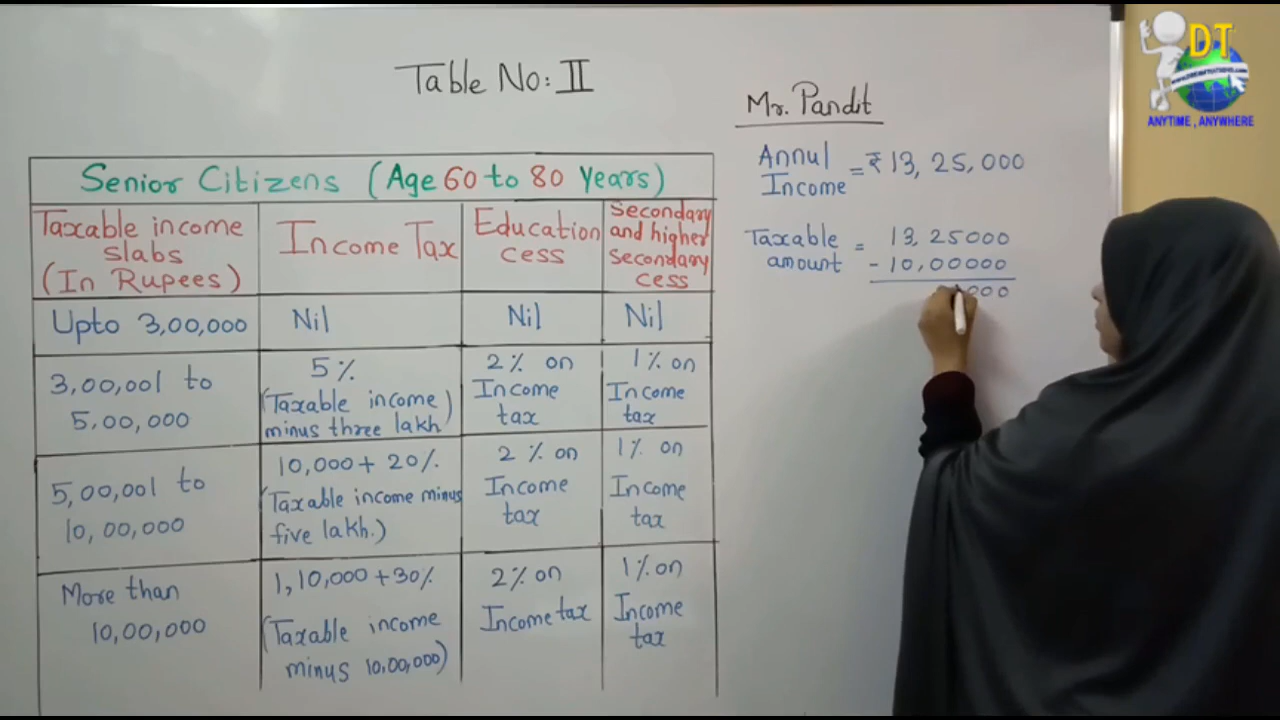 Table No: II
Senior Citizens (Age 60 to 80 Years)
Taxable income
slabs
(In Rupees)
Income Tax
Education
cess
Secondary
and higher
secondary
cess
Upto 3,00,000
Nil
Nil
Nil
3,00,001 to
5,00,000
5%
(Taxable income)
minus three lakh
2% on
Income
tax
1% on
Income
tax
5,00,001 to
10,00,000
10,000 + 20%
(Taxable income minus
five lakh.)
2% on
Income
tax
1% on
Income
tax
More than
10,00,000
1,10,000 + 30%
(Taxable income
minus 10,00,000)
2% on
Income tax
1% on
Income
tax
Mr. Pandit
Annul
Income = ₹ 13,25,000
Taxable
amount = 13,25000
- 10,00000
000
DT
ANYTIME , ANYWHERE